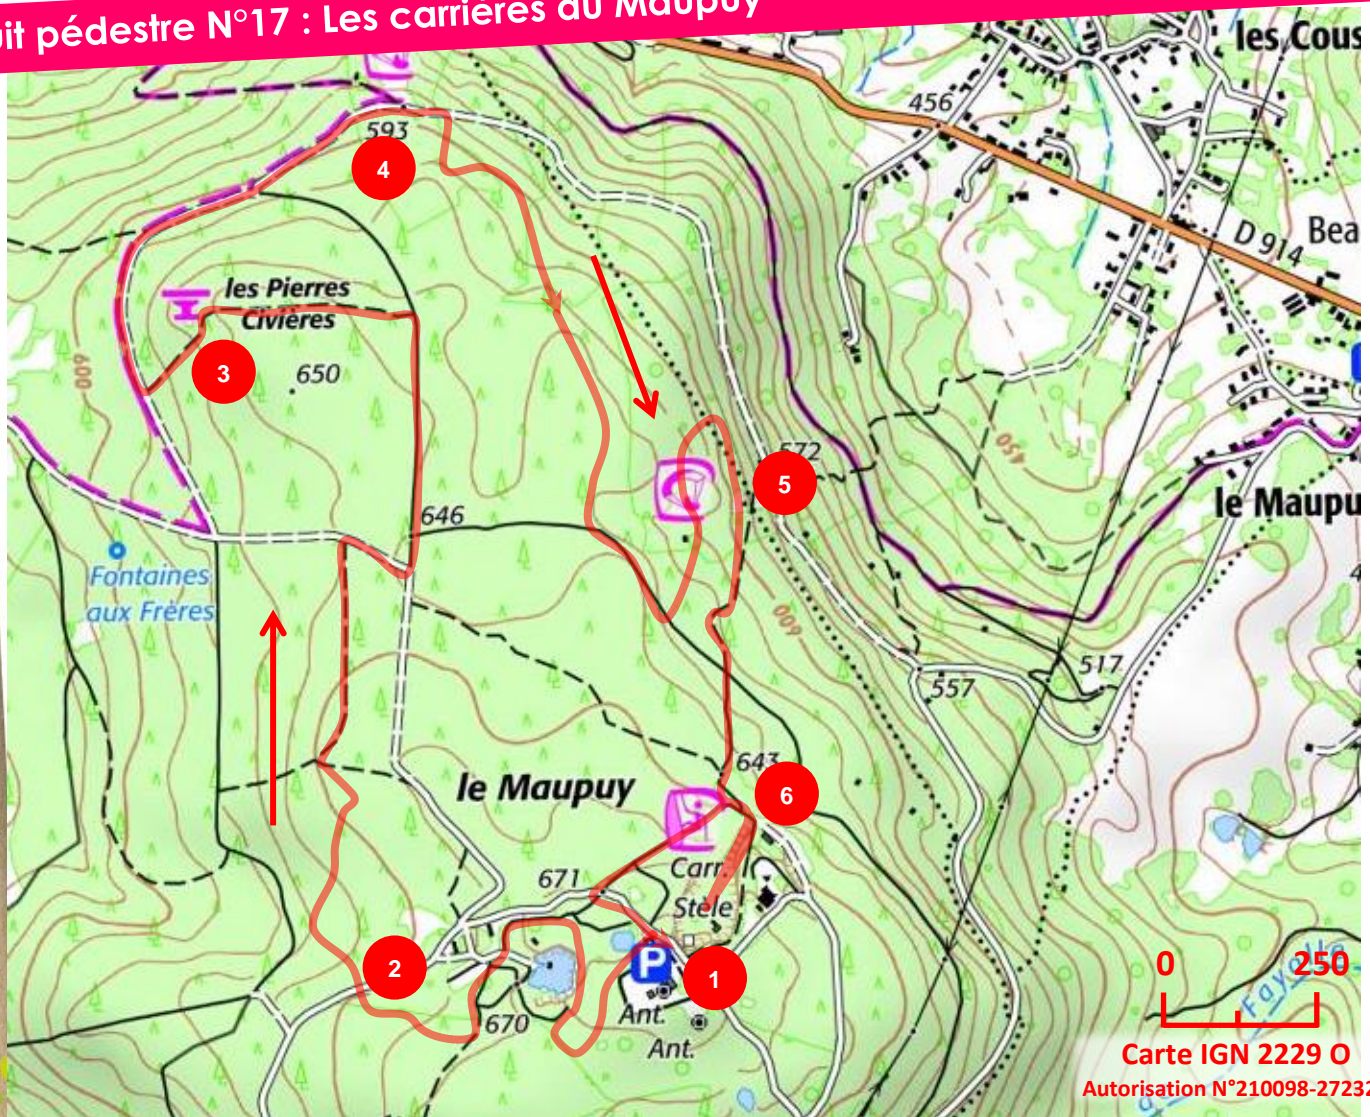 it pédestre N°17 : Les carrières du Maupuy
les Cous
456
593
4
D 914
Bea
les Pierres
Civières
600
3
650
450
572
5
646
le Maupu
Fontaines
aux Frères
600
517
557
le Maupuy
643
6
Carr.
671
Stèle
P
2
1
0 250
670
Ant.
Ant.
Fayolle
Carte IGN 2229 O
Autorisation N°210098-2723